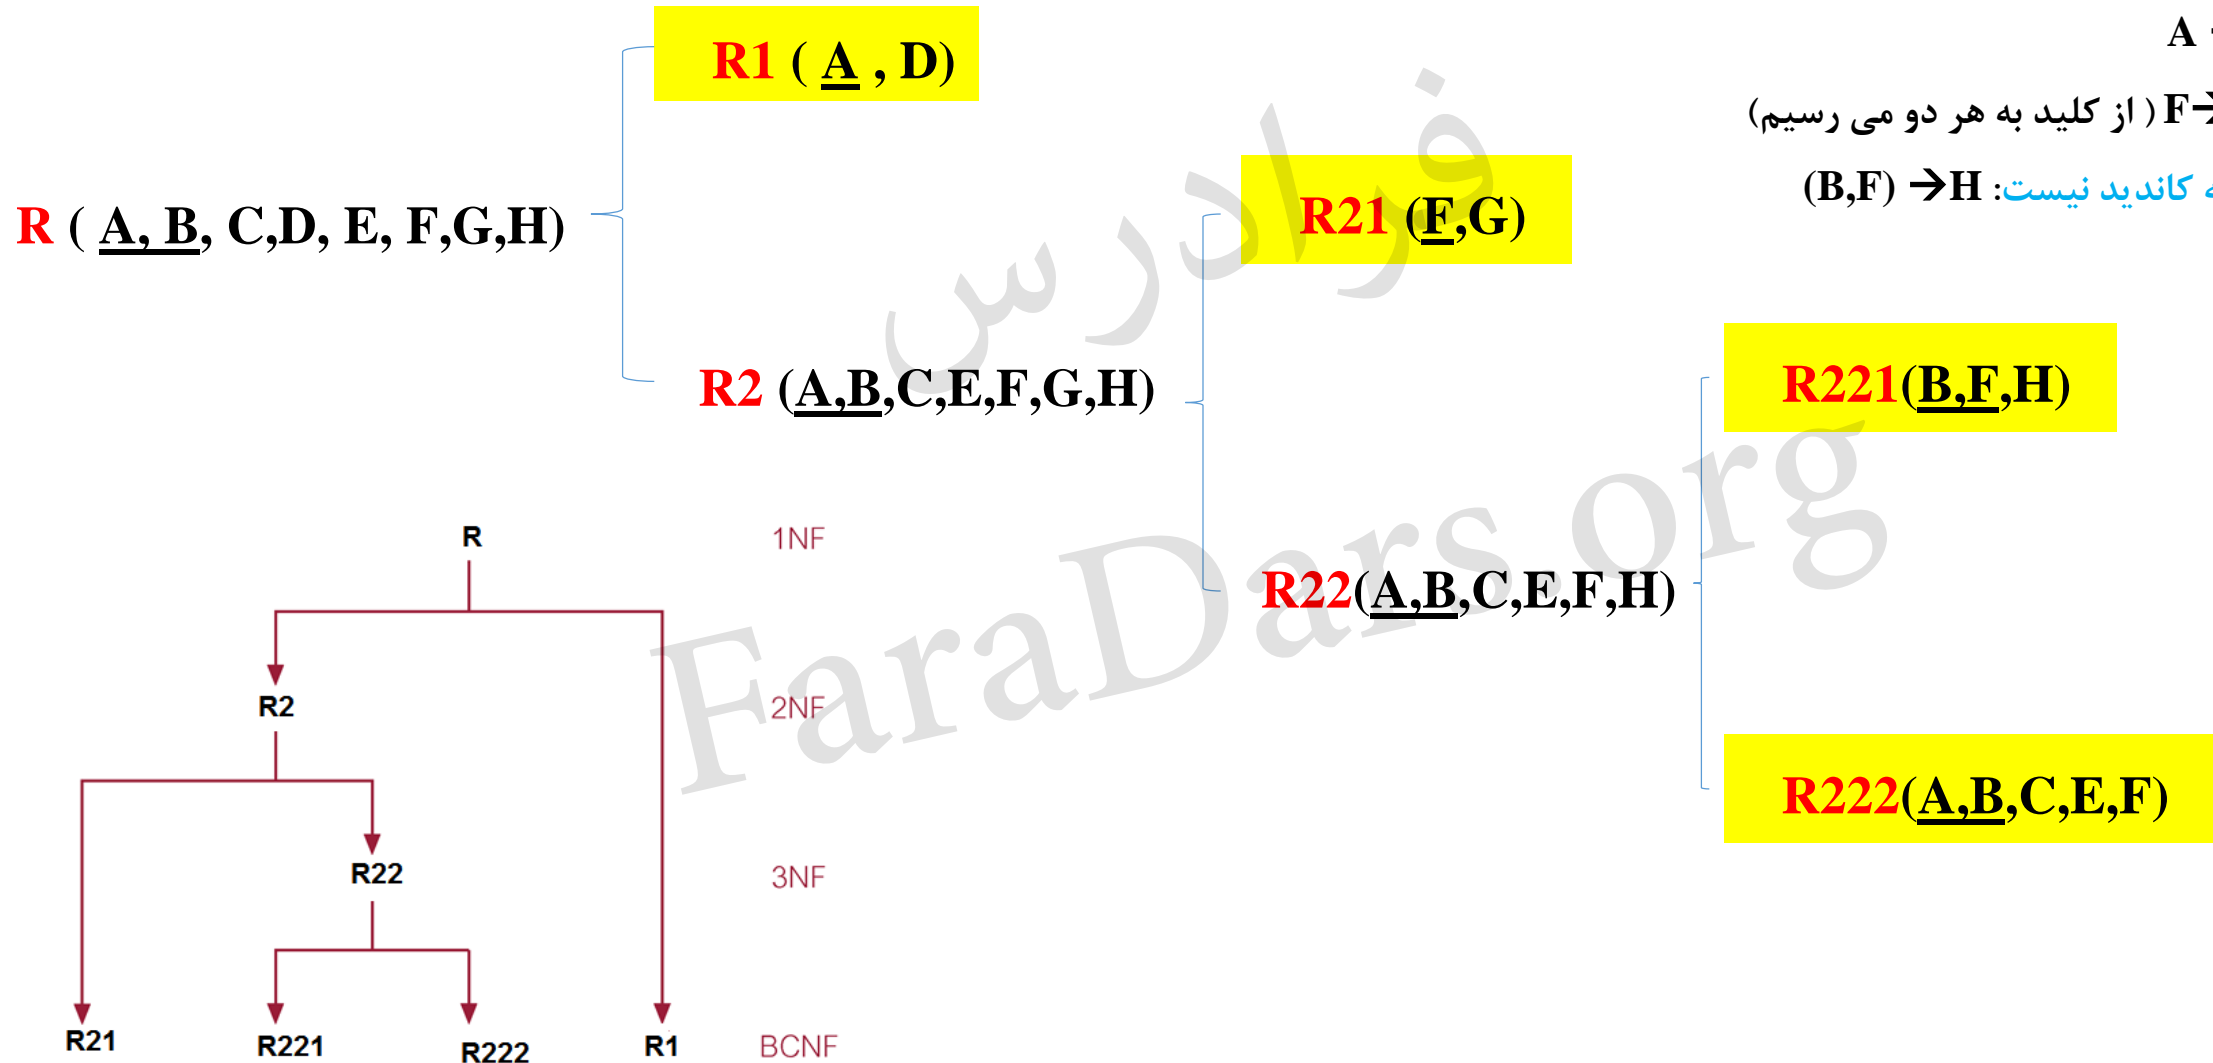 R1 ( A , D)
A
F→ ( از کلید به هر دو می رسیم)
کاندید نیست: (B,F) →H
R ( A, B, C,D, E, F,G,H)
R21 (F,G)
R2 (A,B,C,E,F,G,H)
R221(B,F,H)
R22(A,B,C,E,F,H)
R222(A,B,C,E,F)
R 1NF
R2 2NF
R22 3NF
R21 R221 R222 R1 BCNF
فرادرس
FaraDars.org